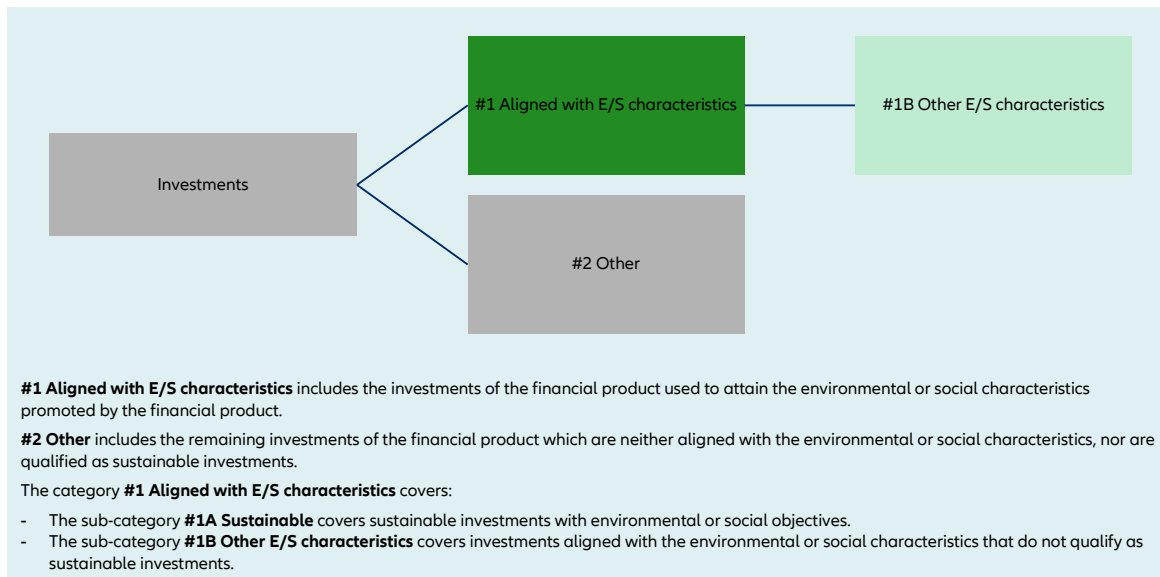 #1 Aligned with E/S characteristics
#1B Other E/S characteristics
Investments
#2 Other
#1 Aligned with E/S characteristics includes the investments of the financial product used to attain the environmental or social characteristics
promoted by the financial product.
#2 Other includes the remaining investments of the financial product which are neither aligned with the environmental or social characteristics, nor are
qualified as sustainable investments.
The category #1 Aligned with E/S characteristics covers:
- The sub-category #1A Sustainable covers sustainable investments with environmental or social objectives.
- The sub-category #1B Other E/S characteristics covers investments aligned with the environmental or social characteristics that do not qualify as
sustainable investments.